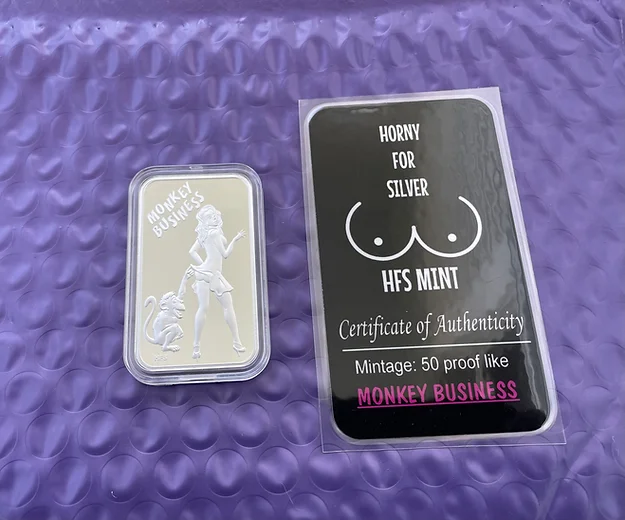 MONKEY
BUSINESS
HORNY
FOR
SILVER
HFS MINT
Certificate of Authenticity
Mintage: 50 proof like
MONKEY BUSINESS